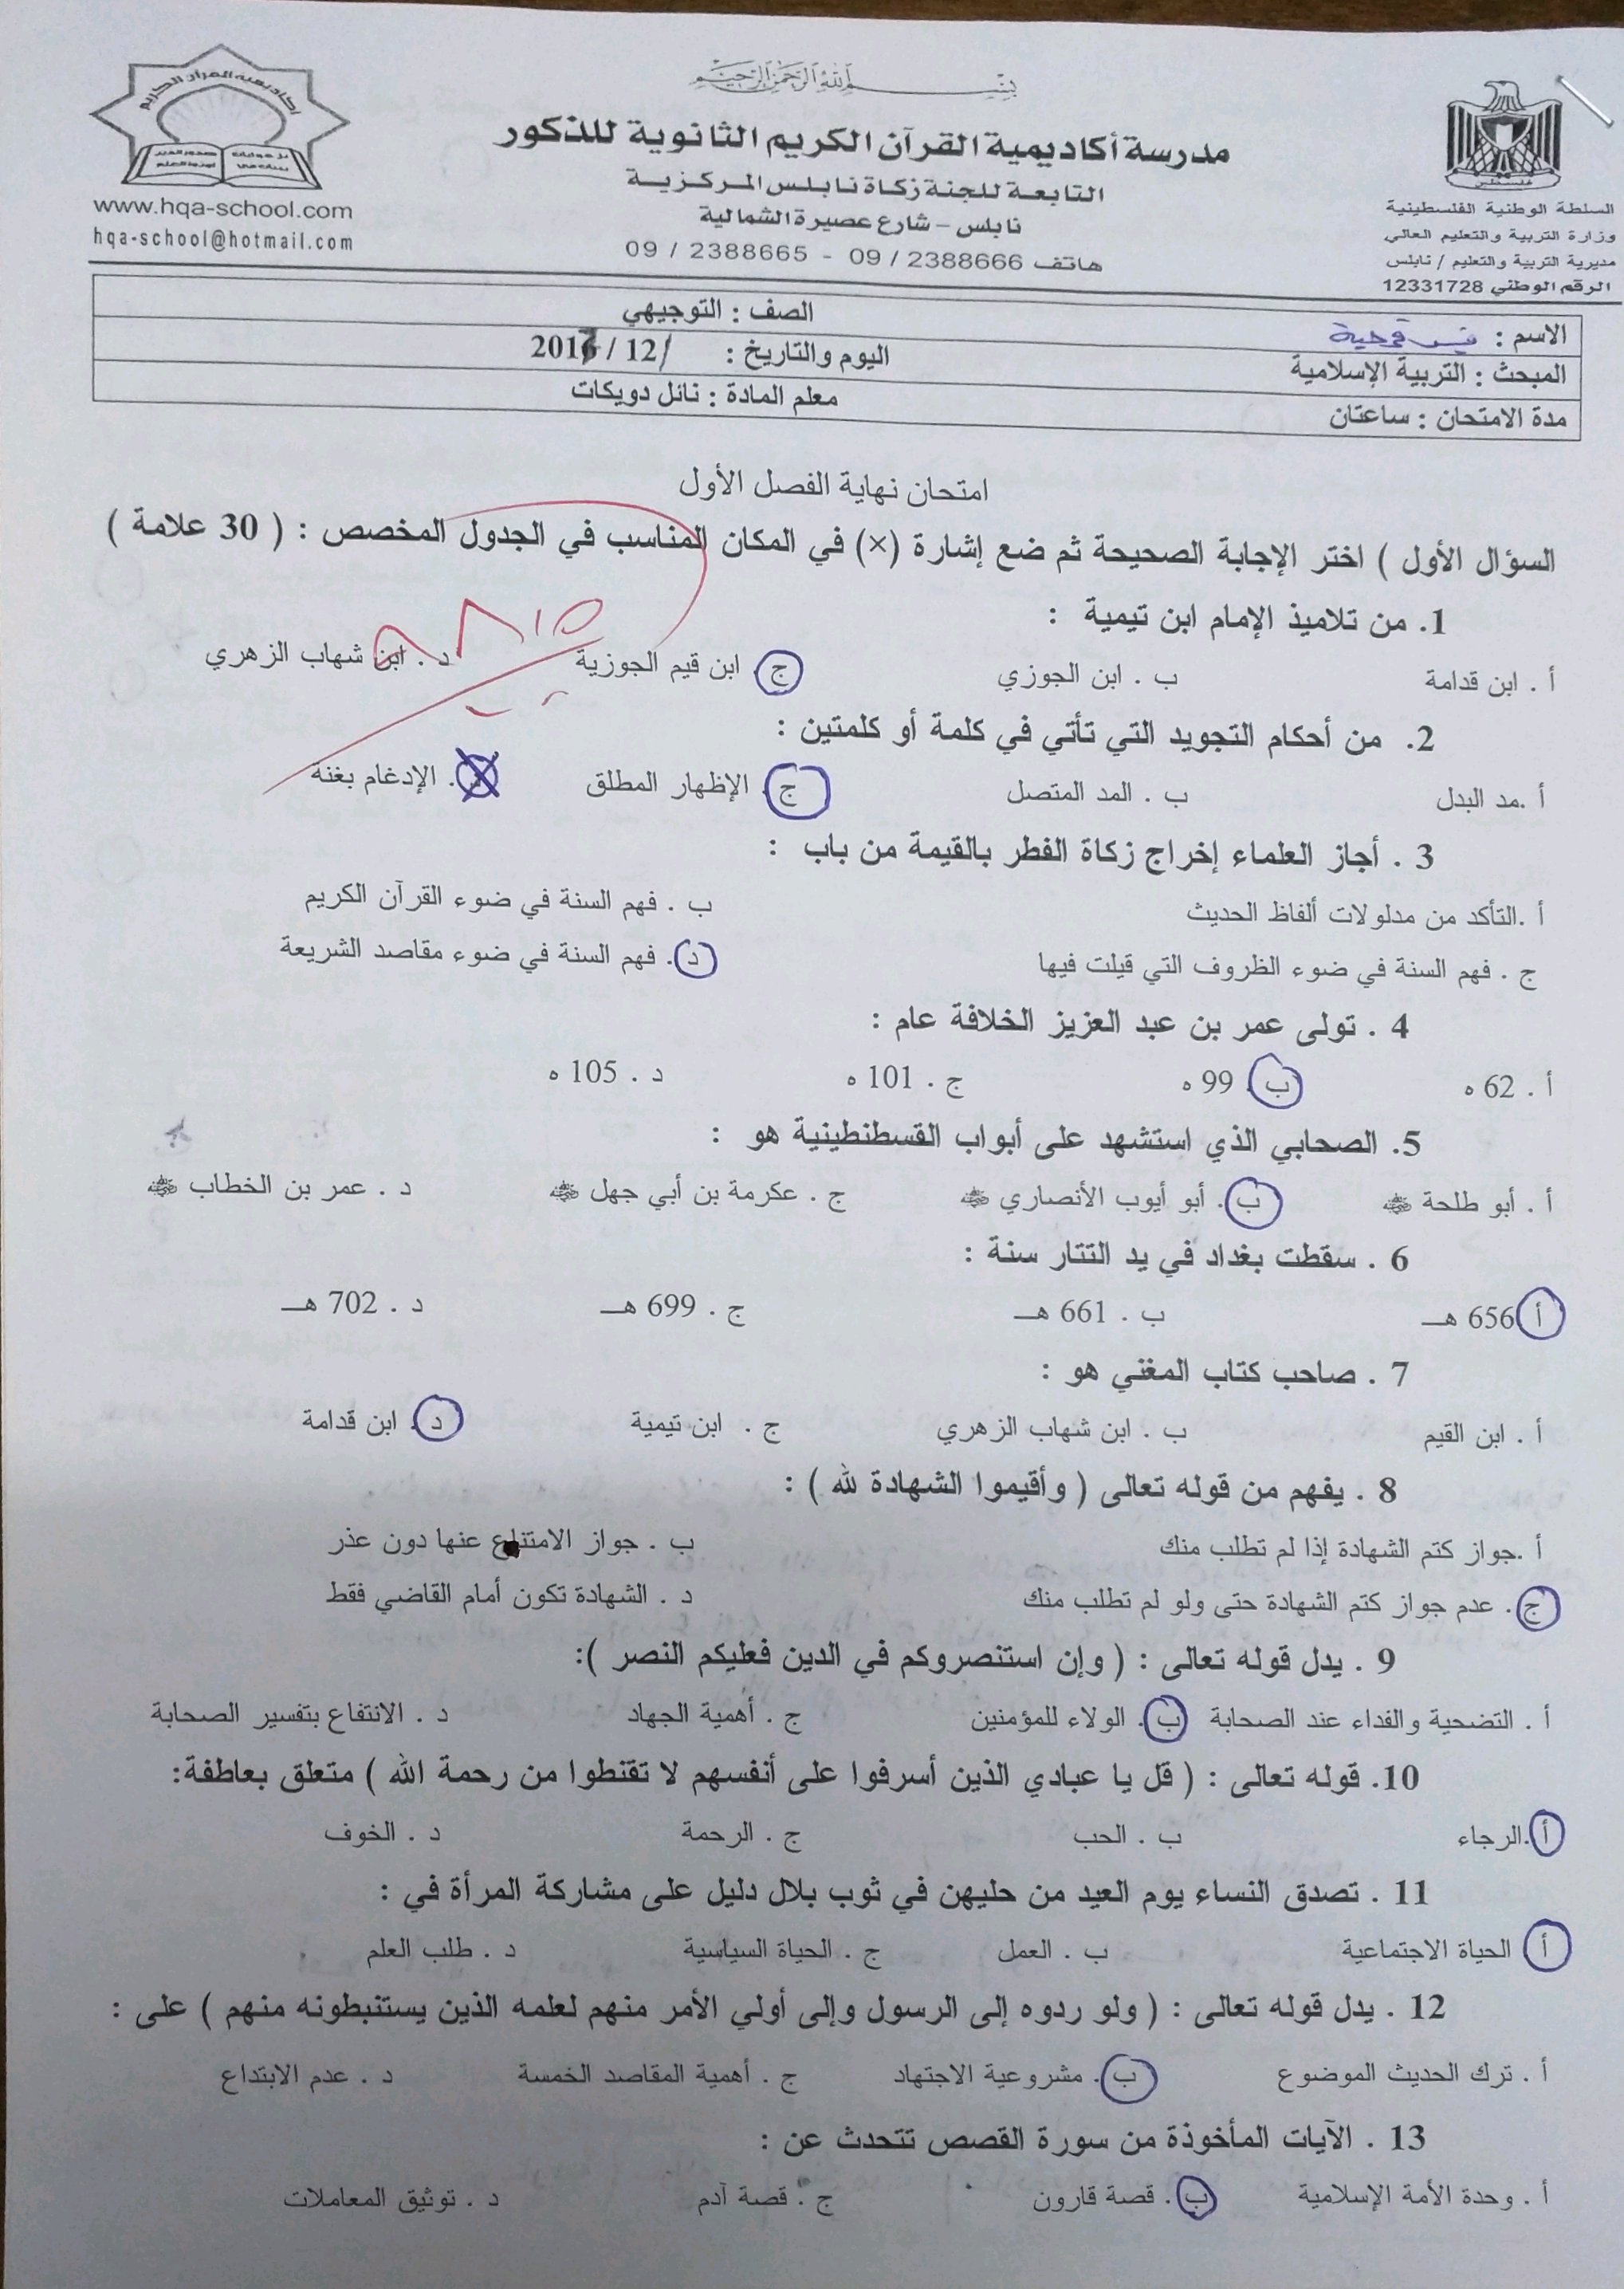 بسم الله الرحمن الرحيم
مدرسة أكاديمية القرآن الكريم الثانوية للذكور
التابعة للجنة زكاة نابلس المركزية
نابلس – شارع عصيرة الشمالية
هاتف 2388666 / 09 - 2388665 / 09
أكاديمية القرآن الكريم
www.hqa-school.com
hqa-school@hotmail.com
فلسطين
السلطة الوطنية الفلسطينية
وزارة التربية والتعليم العالي
مديرية التربية والتعليم / نابلس
الرقم الوطني 12331728
الاسم : الصف : التوجيهي
المبحث : التربية الإسلامية اليوم والتاريخ : / 12 / 2017
مدة الامتحان : ساعتان معلم المادة : نائل دويكات
امتحان نهاية الفصل الأول
السؤال الأول ) اختر الإجابة الصحيحة ثم ضع إشارة (×) في المكان المناسب في الجدول المخصص : ( 30 علامة )
1. من تلاميذ الإمام ابن تيمية :
أ . ابن قدامة ب . ابن الجوزي ج . ابن قيم الجوزية د . ابن شهاب الزهري
2. من أحكام التجويد التي تأتي في كلمة أو كلمتين :
أ .مد البدل ب . المد المتصل ج . الإظهار المطلق د . الإدغام بغنة
3 . أجاز العلماء إخراج زكاة الفطر بالقيمة من باب :
أ .التأكد من مدلولات ألفاظ الحديث ب . فهم السنة في ضوء القرآن الكريم
ج . فهم السنة في ضوء الظروف التي قيلت فيها د . فهم السنة في ضوء مقاصد الشريعة
4 . تولى عمر بن عبد العزيز الخلافة عام :
أ . 62 ه ب . 99 ه ج . 101 ه د . 105 ه
5. الصحابي الذي استشهد على أبواب القسطنطينية هو :
أ . أبو طلحة ب . أبو أيوب الأنصاري ج . عكرمة بن أبي جهل د . عمر بن الخطاب
6 . سقطت بغداد في يد التتار سنة :
أ 656 هـ ب . 661 هـ ج . 699 هـ د . 702 هـ
7 . صاحب كتاب المغني هو :
أ . ابن القيم ب . ابن شهاب الزهري ج . ابن تيمية د . ابن قدامة
8 . يفهم من قوله تعالى ( وأقيموا الشهادة لله ) :
أ .جواز كتم الشهادة إذا لم تطلب منك ب . جواز الامتناع عنها دون عذر
ج . عدم جواز كتم الشهادة حتى ولو لم تطلب منك د . الشهادة تكون أمام القاضي فقط
9 . يدل قوله تعالى : ( وإن استنصروكم في الدين فعليكم النصر ):
أ . التضحية والفداء عند الصحابة ب . الولاء للمؤمنين ج . أهمية الجهاد د . الانتفاع بتفسير الصحابة
10. قوله تعالى : ( قل يا عبادي الذين أسرفوا على أنفسهم لا تقنطوا من رحمة الله ) متعلق بعاطفة:
أ .الرجاء ب . الحب ج . الرحمة د . الخوف
11 . تصدق النساء يوم العيد من حليهن في ثوب بلال دليل على مشاركة المرأة في :
أ الحياة الاجتماعية ب . العمل ج . الحياة السياسية د . طلب العلم
12 . يدل قوله تعالى : ( ولو ردوه إلى الرسول وإلى أولي الأمر منهم لعلمه الذين يستنبطونه منهم ) على :
أ . ترك الحديث الموضوع ب . مشروعية الاجتهاد ج . أهمية المقاصد الخمسة د . عدم الابتداع
13 . الآيات المأخوذة من سورة القصص تتحدث عن :
أ . وحدة الأمة الإسلامية ب . قصة قارون ج . قصة آدم د . توثيق المعاملات